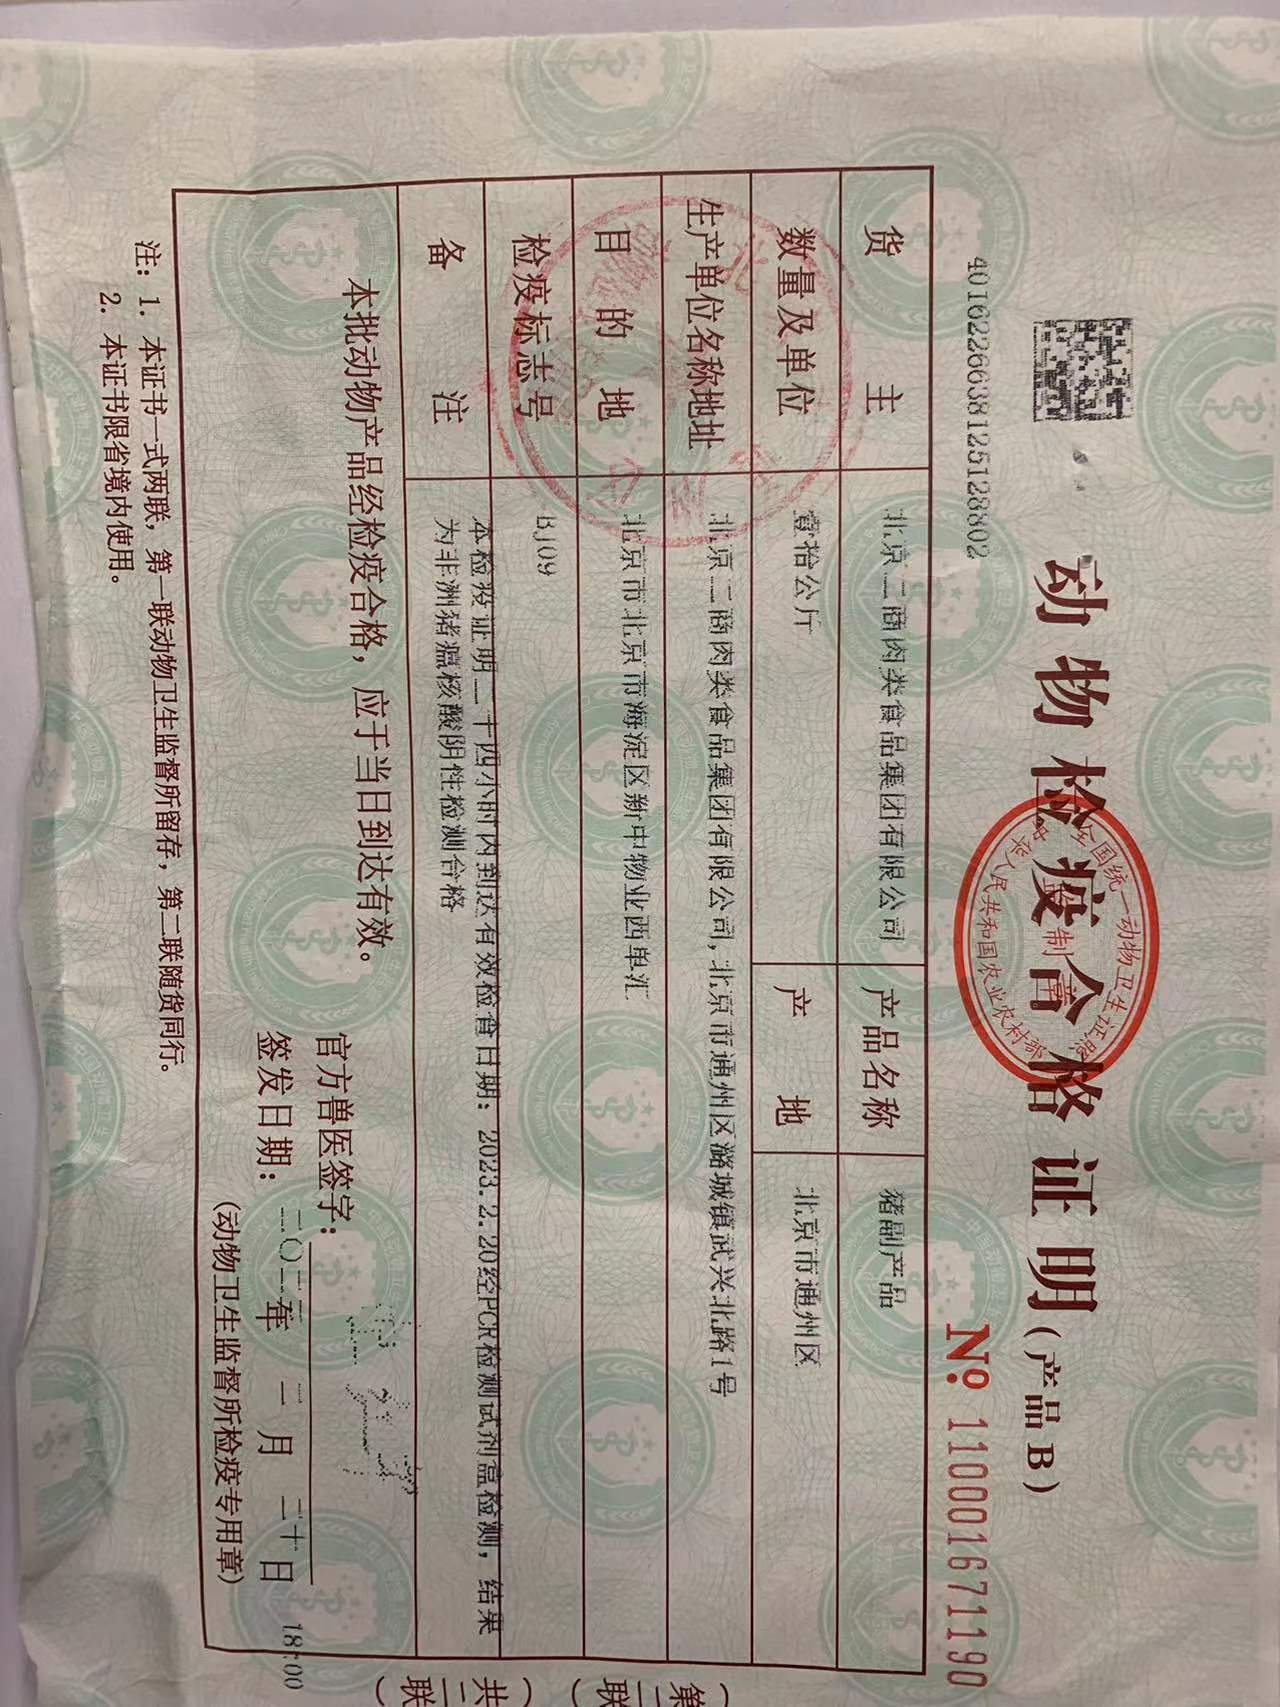 动物检疫合格证明(产品B)
40162266381251288802
No. 11000167 1190
全国统一动物卫生证照
监制章
中华人民共和国农业农村部
货 主 北京二商肉类食品集团有限公司 产品名称 猪副产品
数量及单位 壹拾公斤 产 地 北京市通州区
生产单位名称地址 北京二商肉类食品集团有限公司,北京市通州区潞城镇武兴北路1号
目 的 地 北京市北京市海淀区新中物业西单汇
检疫标志号 BJ09
备 注 本检疫证明二十四小时内到达有效检食日期: 2023.2.20经PCR检测试剂盒检测,结果
为非洲猪瘟核酸阴性检测合格
本批动物产品经检疫合格,应于当日到达有效。
官方兽医签字:
签发日期: 二〇二三年 二月 二十日 18:00
(动物卫生监督所检疫专用章)
注: 1. 本证书一式两联,第一联动物卫生监督所留存,第二联随货同行。
2. 本证书限省境内使用。